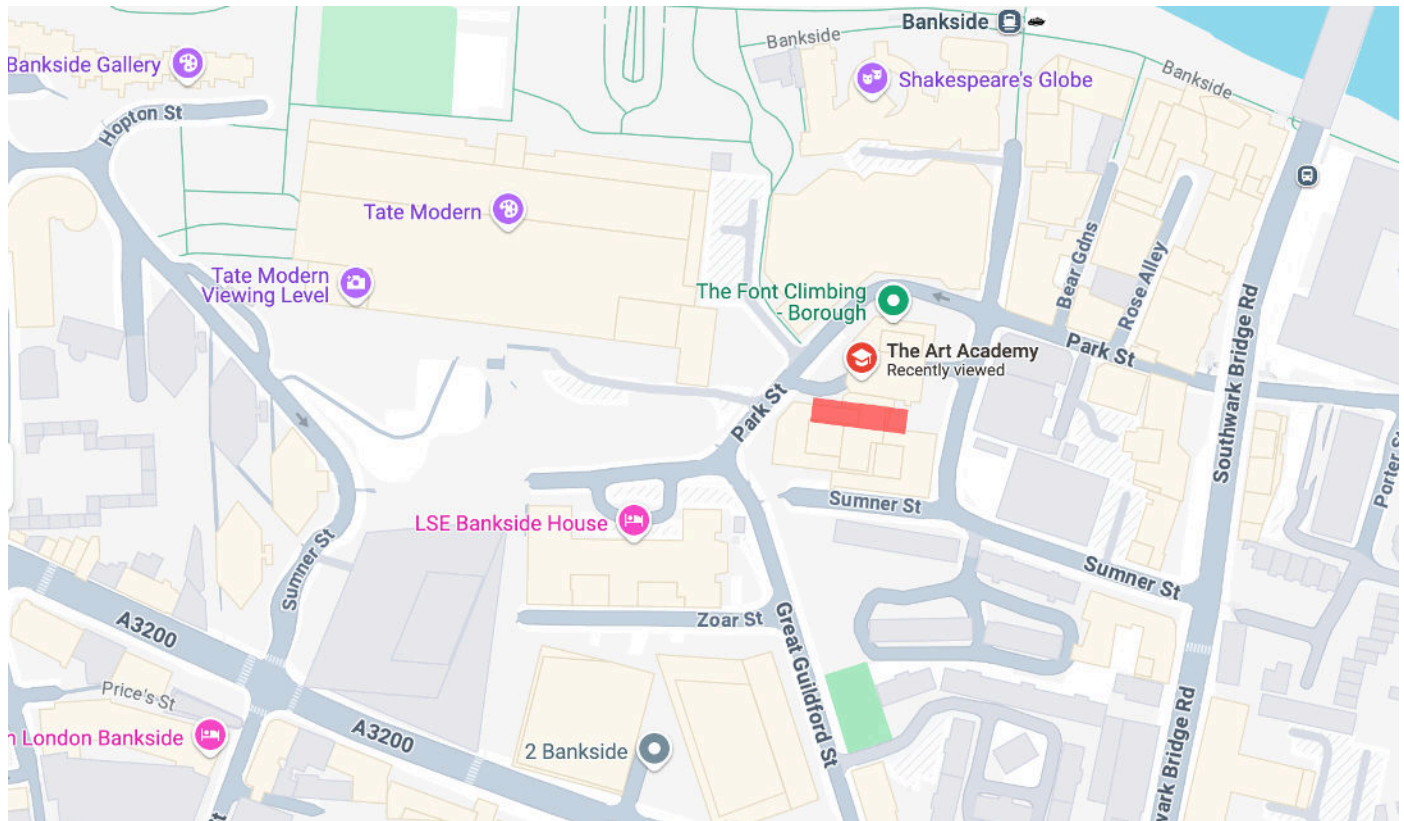 Bankside
Bankside
Bankside Gallery
Shakespeare's Globe
Bankside
Hopton St
Tate Modern
Tate Modern
Viewing Level
Bear Gdns
Rose Alley
The Font Climbing
- Borough
Southwark Bridge Rd
Park St
The Art Academy
Recently viewed
Park St
Porter St
Sumner St
LSE Bankside House
Sumner St
Sumner St
A3200
Zoar St
Great Guildford St
Price's St
London Bankside
A3200
2 Bankside
Bridge Rd